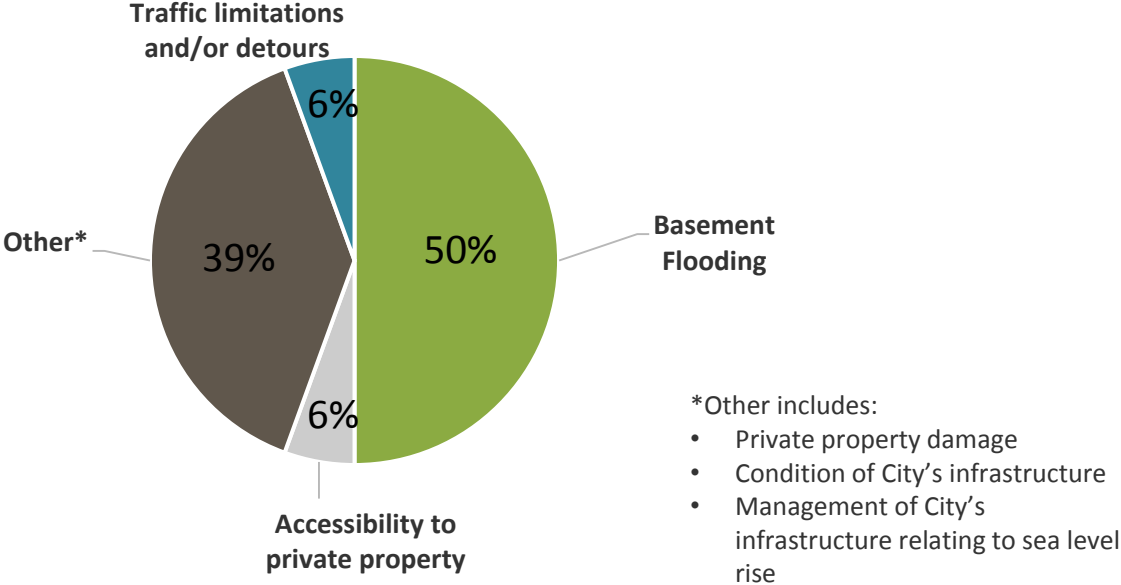 Traffic limitations
and/or detours
6%
Other*
39%
50%
Basement
Flooding
6%
Accessibility to
private property
*Other includes:
• Private property damage
• Condition of City's infrastructure
• Management of City's
infrastructure relating to sea level
rise